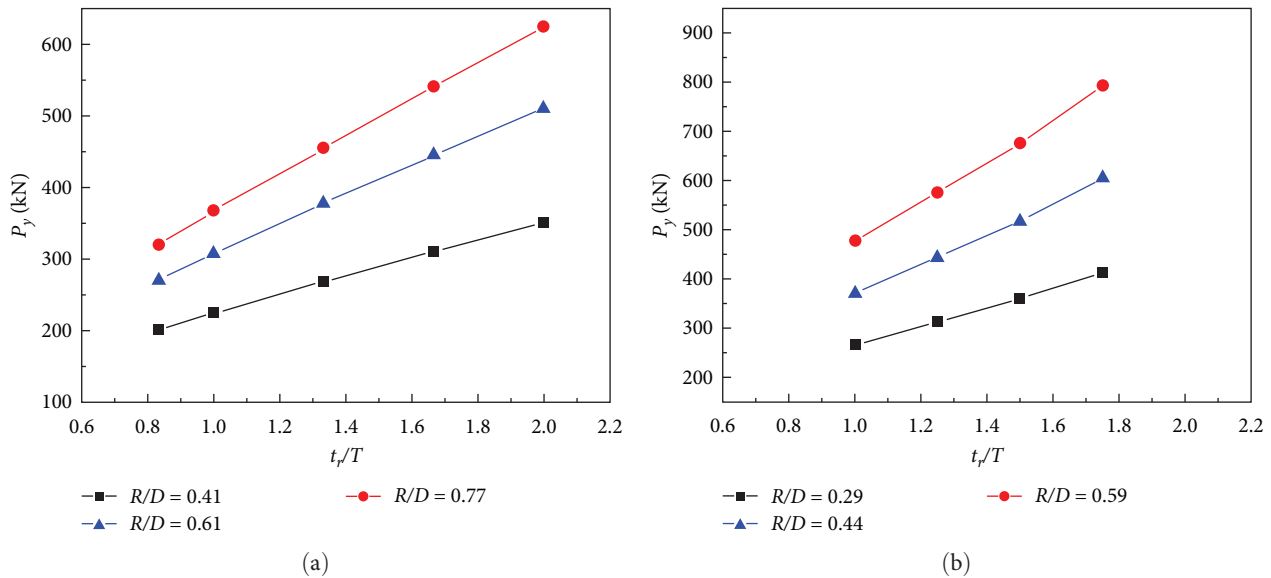 600
500
400
300
200
100
P_y (kN)
0.6 0.8 1.0 1.2 1.4 1.6 1.8 2.0 2.2
t_r/T
R/D = 0.41
R/D = 0.77
R/D = 0.61
(a)
900
800
700
600
500
400
300
200
P_y (kN)
0.6 0.8 1.0 1.2 1.4 1.6 1.8 2.0 2.2
t_r/T
R/D = 0.29
R/D = 0.59
R/D = 0.44
(b)